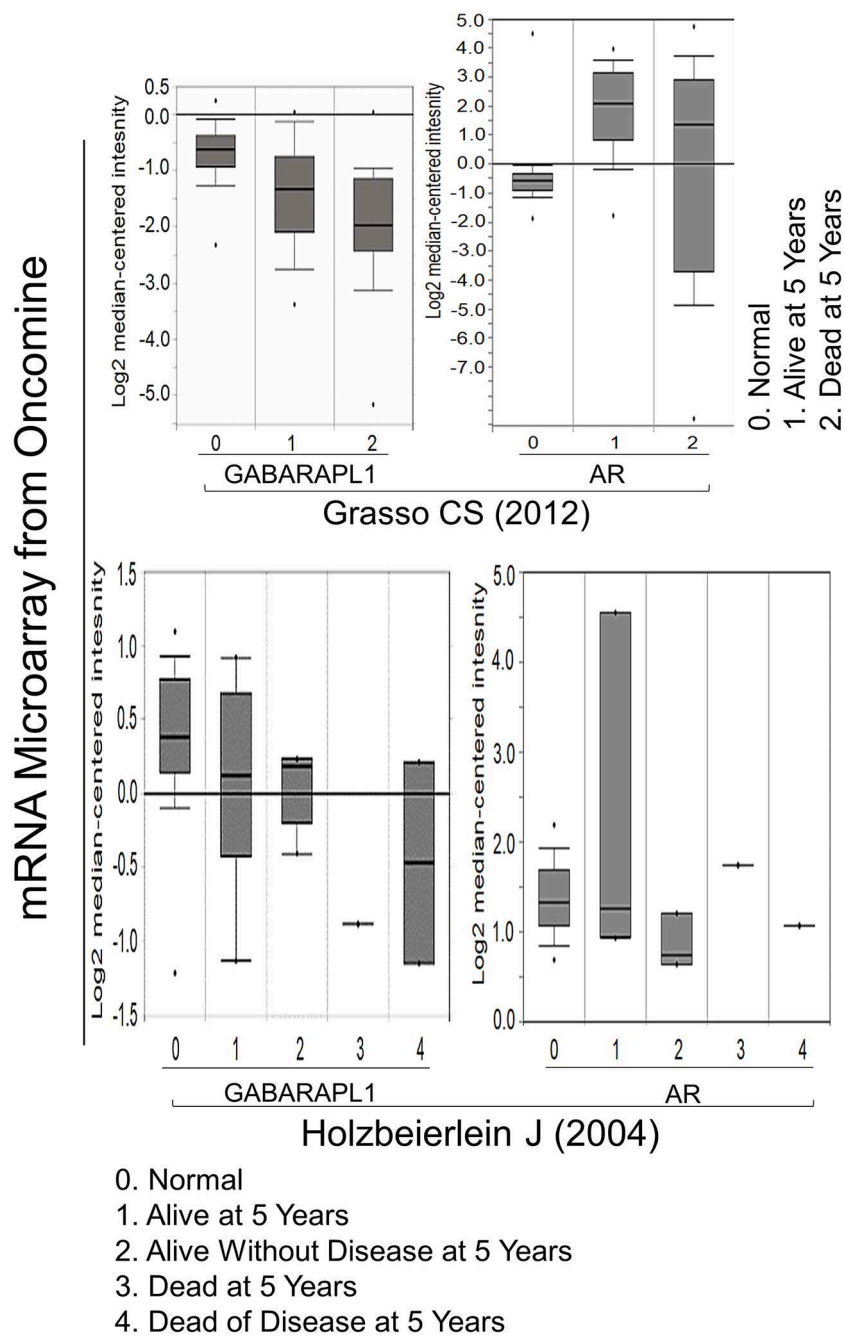 mRNA Microarray from Oncomine
Log2 median-centered intesnity
0.5
0.0
-1.0
-2.0
-3.0
-4.0
-5.0
0 1 2
GABARAPL1
Log2 median-centered intesnity
5.0
4.0
3.0
2.0
1.0
0.0
-1.0
-2.0
-3.0
-4.0
-5.0
-6.0
-7.0
0 1 2
AR
0. Normal
1. Alive at 5 Years
2. Dead at 5 Years
Grasso CS (2012)
Log2 median-centered intesnity
1.5
1.0
0.5
0.0
-0.5
-1.0
-1.5
0 1 2 3 4
GABARAPL1
Log2 median-centered intesnity
5.0
4.0
3.0
2.0
1.0
0.0
0 1 2 3 4
AR
Holzbeierlein J (2004)
0. Normal
1. Alive at 5 Years
2. Alive Without Disease at 5 Years
3. Dead at 5 Years
4. Dead of Disease at 5 Years